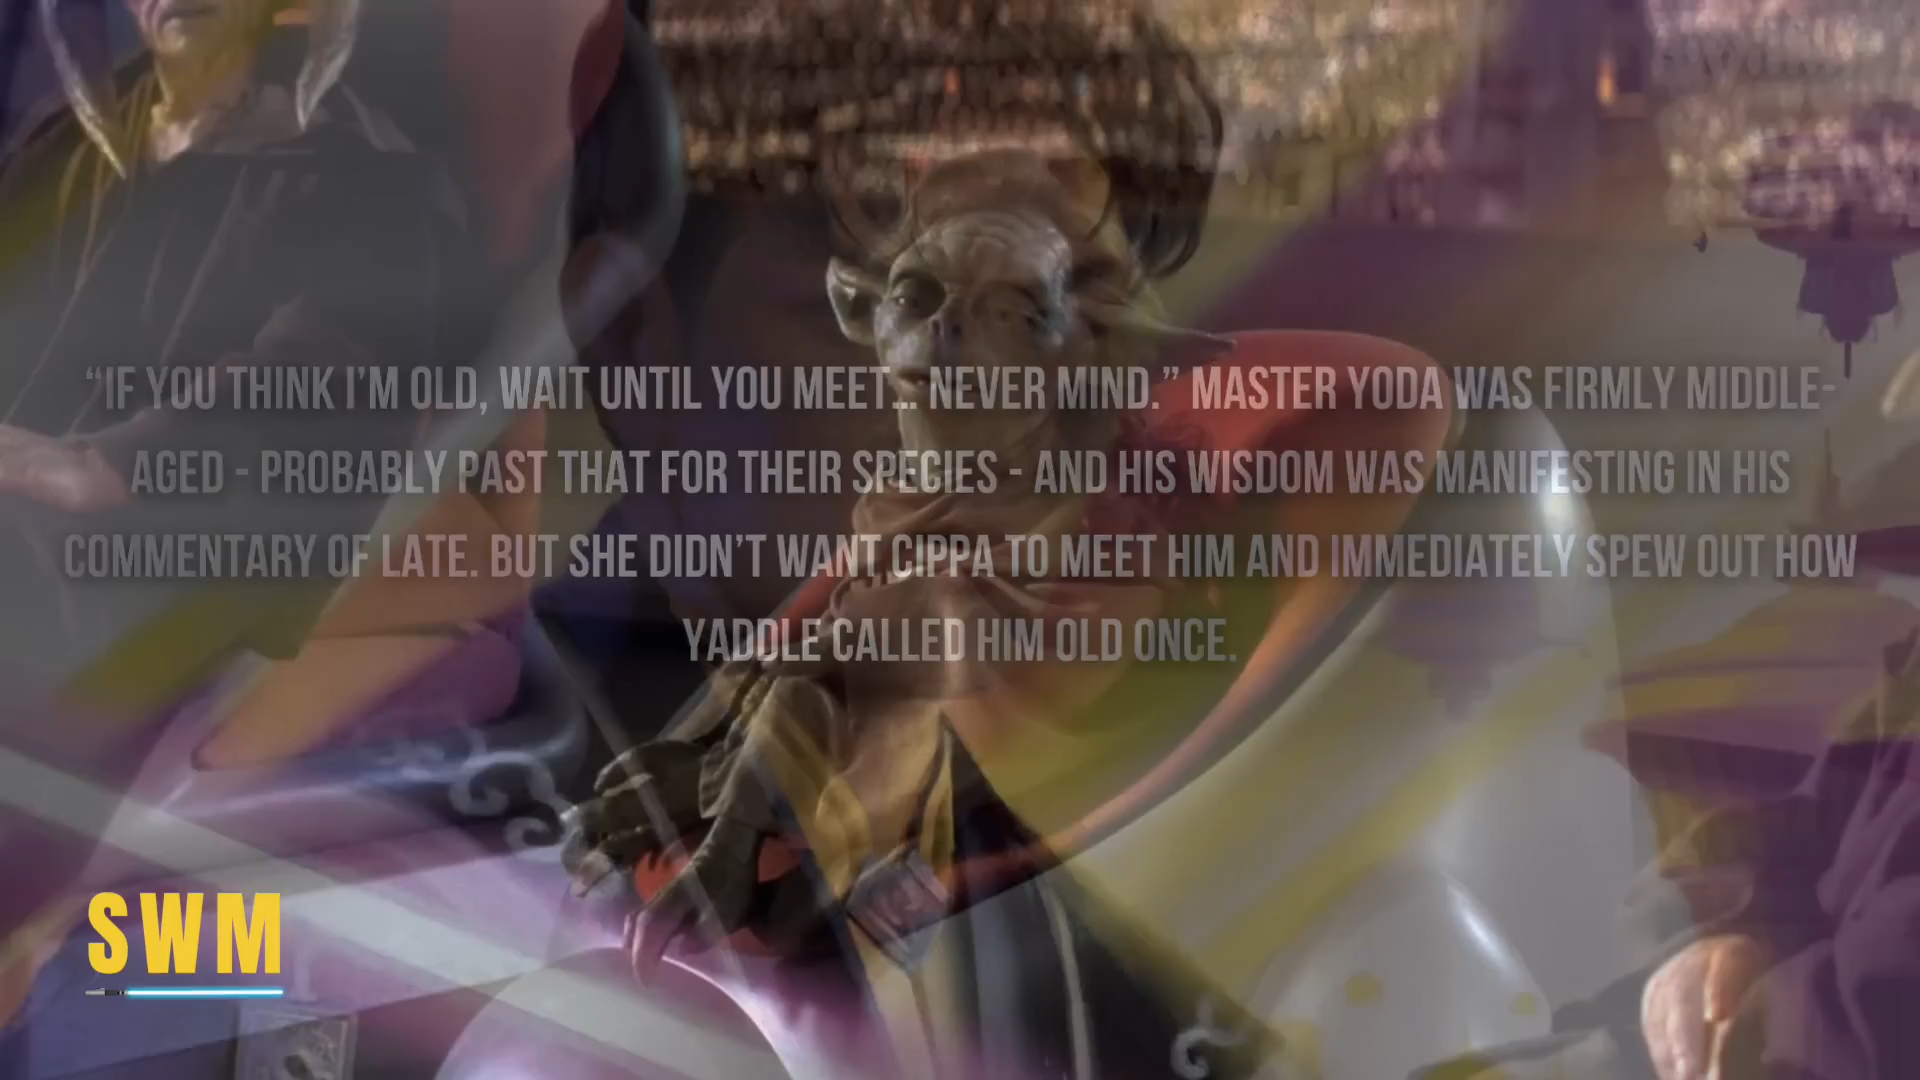 “IF YOU THINK I’M OLD, WAIT UNTIL YOU MEET... NEVER MIND.” MASTER YODA WAS FIRMLY MIDDLE-
AGED - PROBABLY PAST THAT FOR THEIR SPECIES - AND HIS WISDOM WAS MANIFESTING IN HIS
COMMENTARY OF LATE. BUT SHE DIDN’T WANT CIPPA TO MEET HIM AND IMMEDIATELY SPEW OUT HOW
YADDLE CALLED HIM OLD ONCE.
SWM